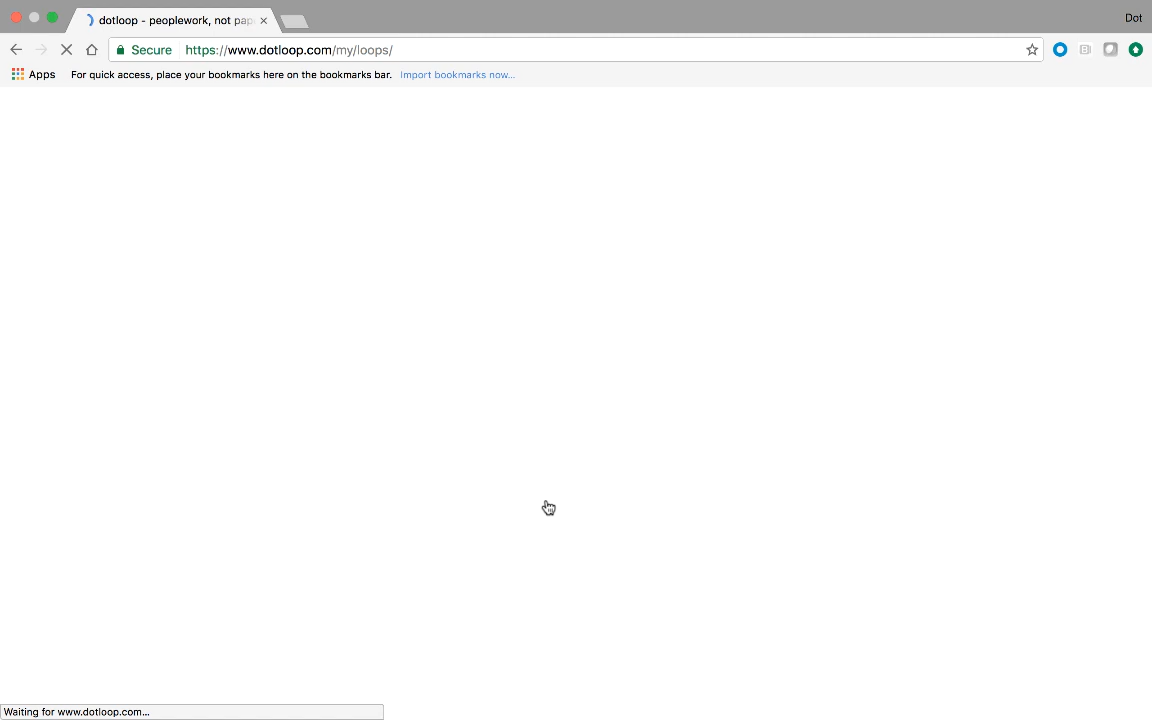 dotloop - peoplework, not pap
Dot
Secure https://www.dotloop.com/my/loops/
Apps For quick access, place your bookmarks here on the bookmarks bar. Import bookmarks now...
Waiting for www.dotloop.com...